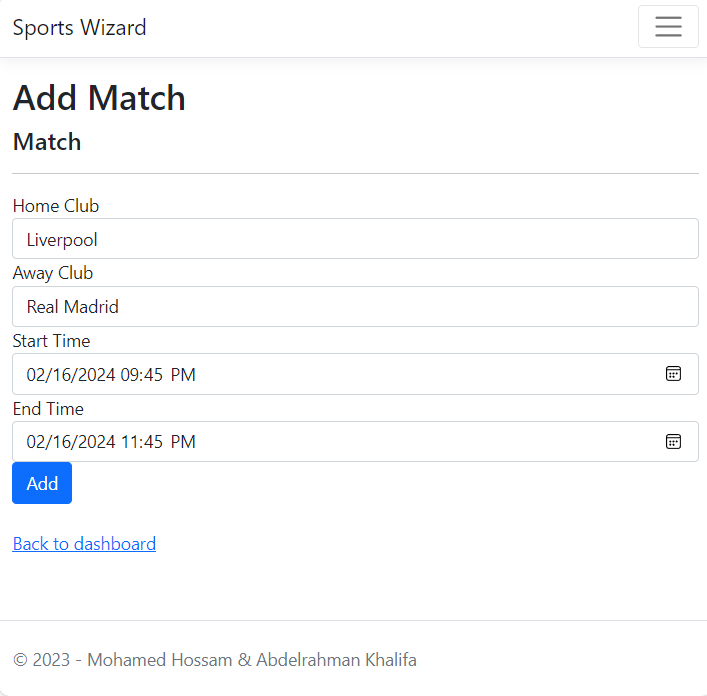 Sports Wizard
Add Match
Match
Home Club
Liverpool
Away Club
Real Madrid
Start Time
02/16/2024 09:45 PM
End Time
02/16/2024 11:45 PM
Add
Back to dashboard
© 2023 - Mohamed Hossam & Abdelrahman Khalifa